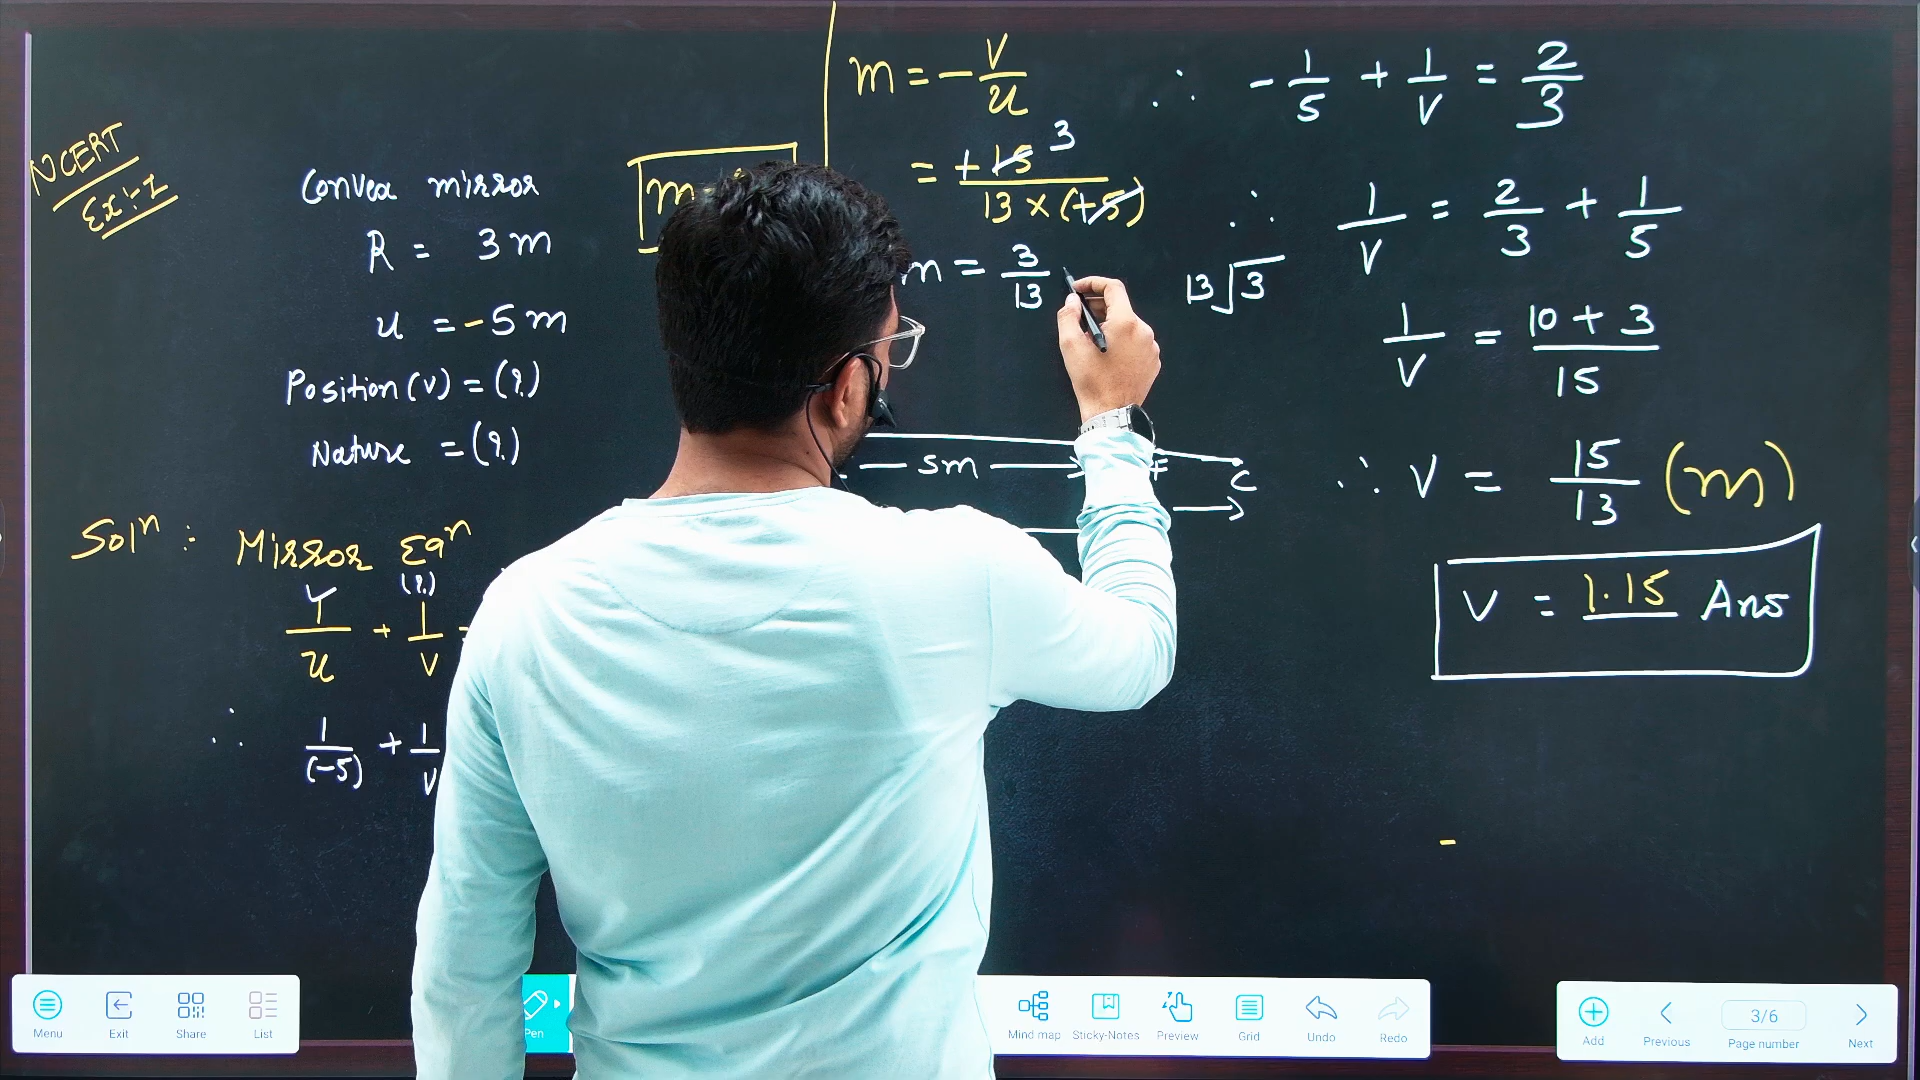 NCERT
Ex:-1
Convex mirror
R = 3 m
u = -5 m
Position (v) = (?)
Nature = (?)
Solⁿ : Mirror Eqⁿ
(?)
1/u + 1/v
∴ 1/(-5) + 1/v
m
m = - v/u
= +15 3 / 13 × (+5)
m = 3/13
13√3
5m
F
C
∴ - 1/5 + 1/v = 2/3
∴ 1/v = 2/3 + 1/5
1/v = 10 + 3 / 15
∴ v = 15/13 (m)
v = 1.15 Ans
-
Menu
Exit
Share
List
Pen
Mind map
Sticky-Notes
Preview
Grid
Undo
Redo
Add
Previous
3/6
Page number
Next